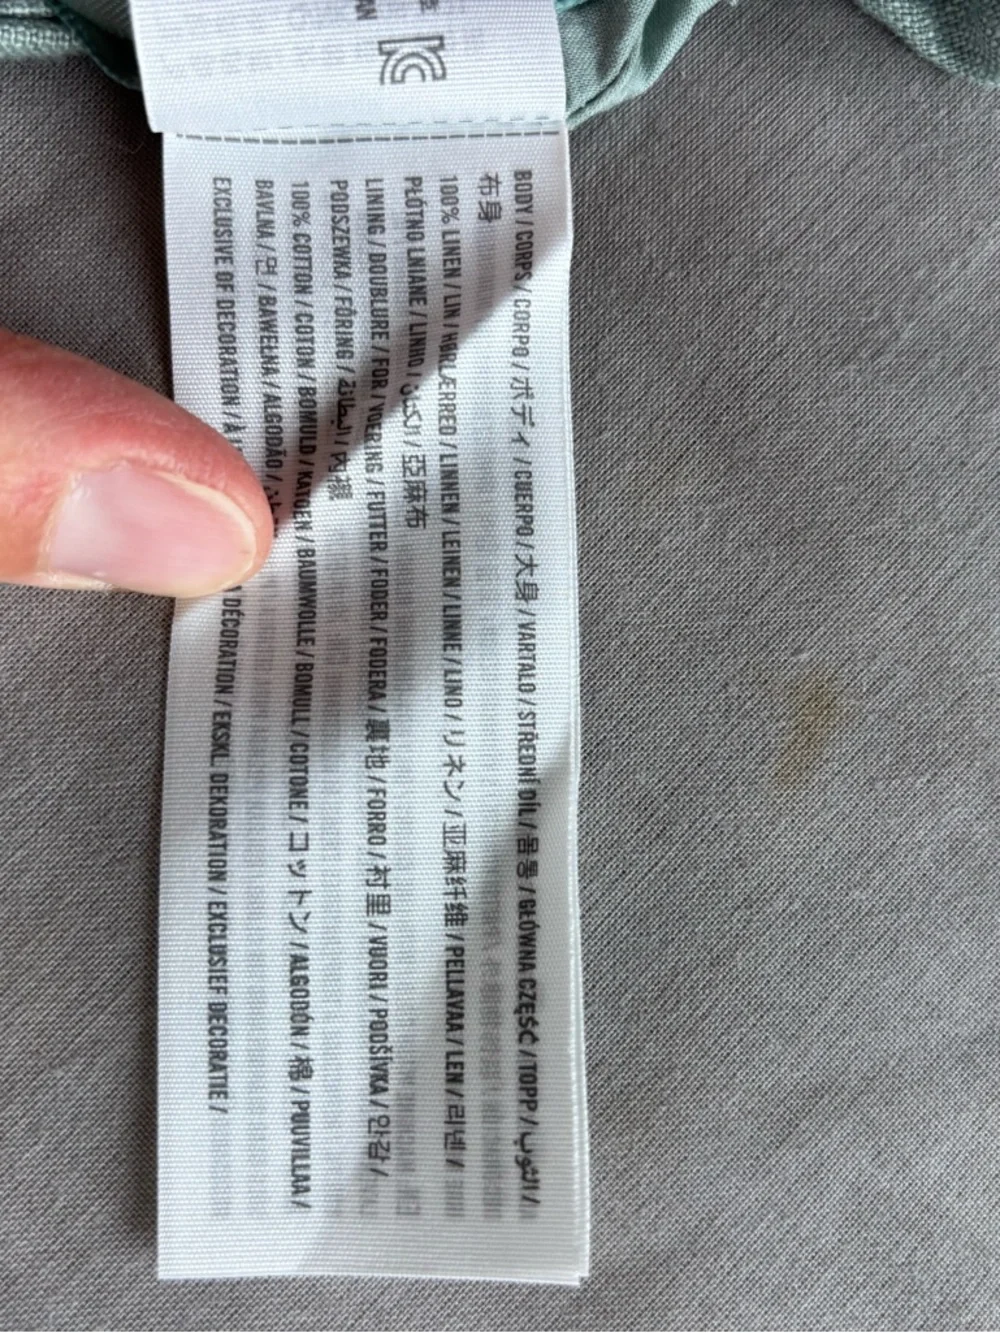 KC
BODY / CORPS / CORPO / ボディ / CUERPO / 大身 / VARTALO / STŘEDNÍ DÍL / 몸통 / GŁÓWNA CZĘŚĆ / TOPP / الثوب /
布身
100% LINEN / LIN / HØRLÆRRED / LINNEN / LEINEN / LINNE / LINO / リネン / 亚麻纤维 / PELLAVAA / LEN / 리넨 /
PŁÓTNO LNIANE / LINHO / الكتان / 亞麻布
LINING / DOUBLURE / FOR / VOERING / FUTTER / FODER / FODERA / 裏地 / FORRO / 衬里 / VUORI / PODŠÍVKA / 안감 /
PODSZEWKA / FÔRING / البطانة / 內襯
100% COTTON / COTON / BOMULD / KATOEN / BAUMWOLLE / BOMULL / COTONE / コットン / ALGODÓN / 棉 / PUUVILLAA /
BAVLNA / 면 / BAWEŁNA / ALGODÃO /
EXCLUSIVE OF DECORATION / À DÉCORATION / EKSKL. DEKORATION / EXCLUSIEF DECORATIE /